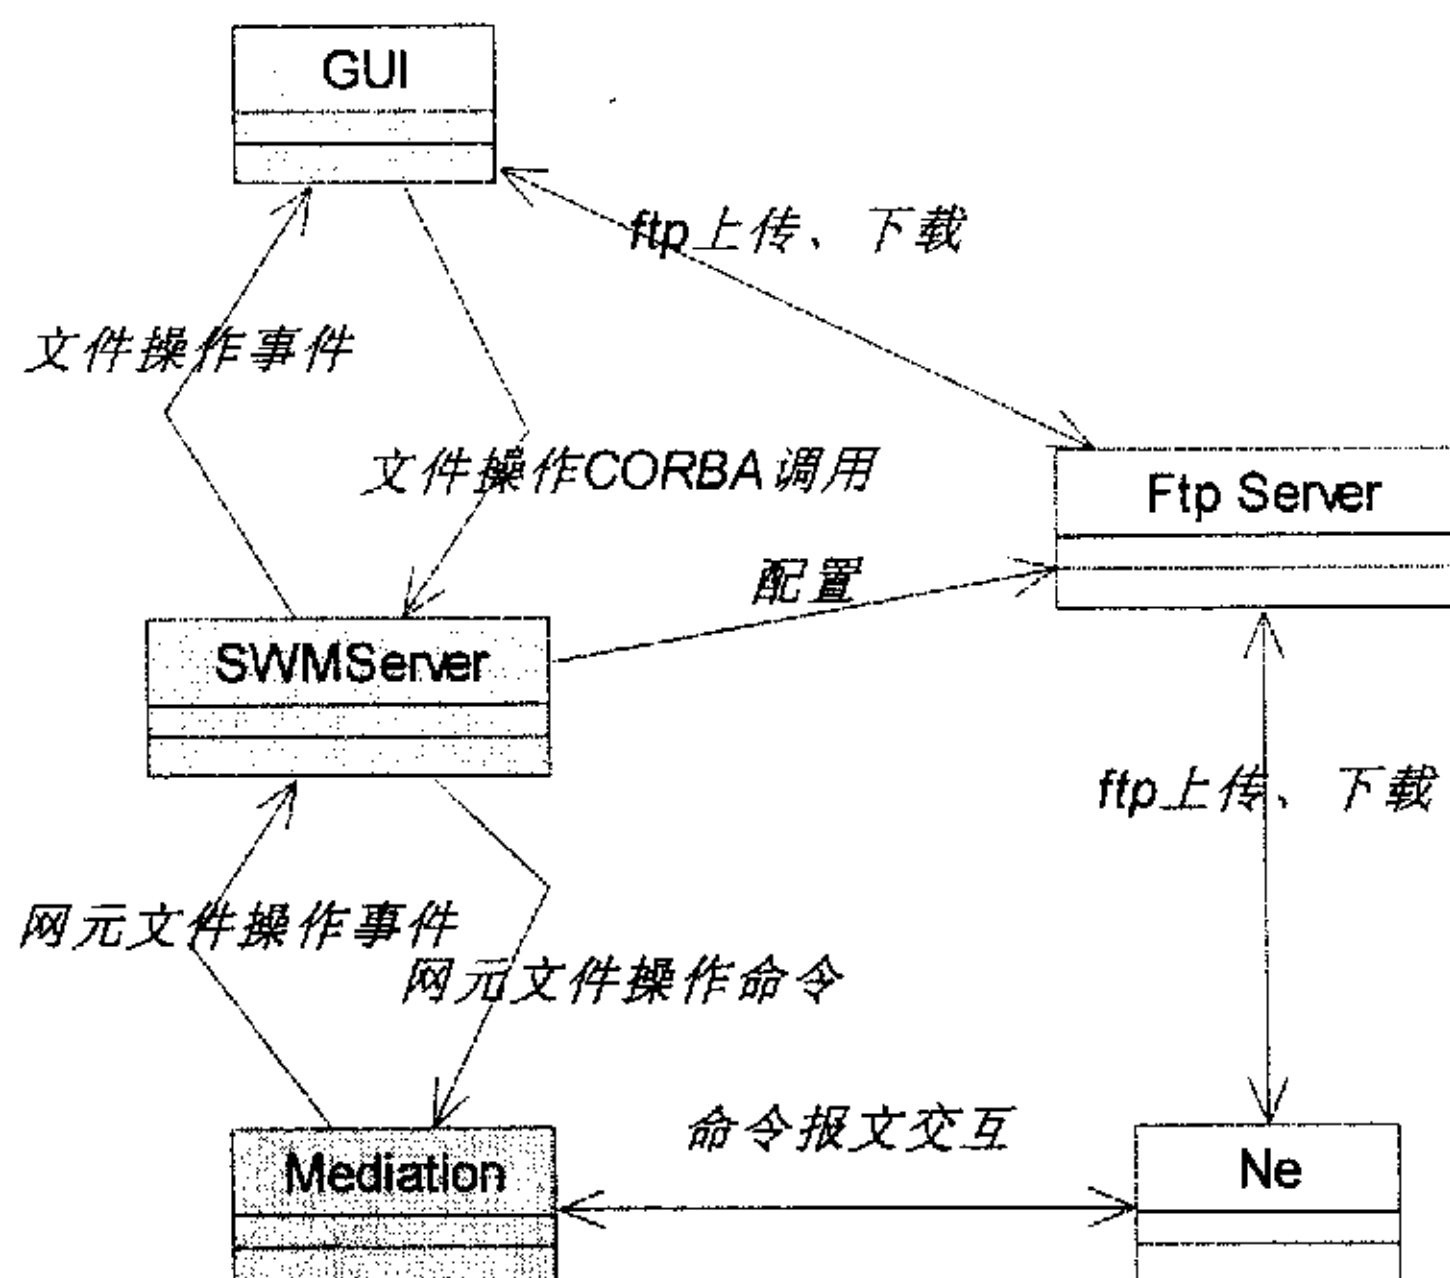 GUI
ftp上传、下载
文件操作事件
文件操作CORBA调用
Ftp Server
配置
SWMServer
ftp上传、下载
网元文件操作事件
网元文件操作命令
命令报文交互
Mediation
Ne